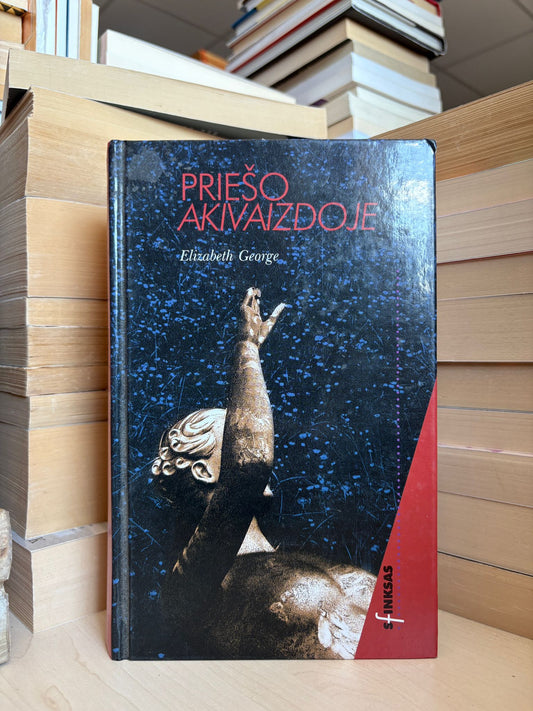 PRIEŠO
AKIVAIZDOJE
Elizabeth George
SfINKSAS